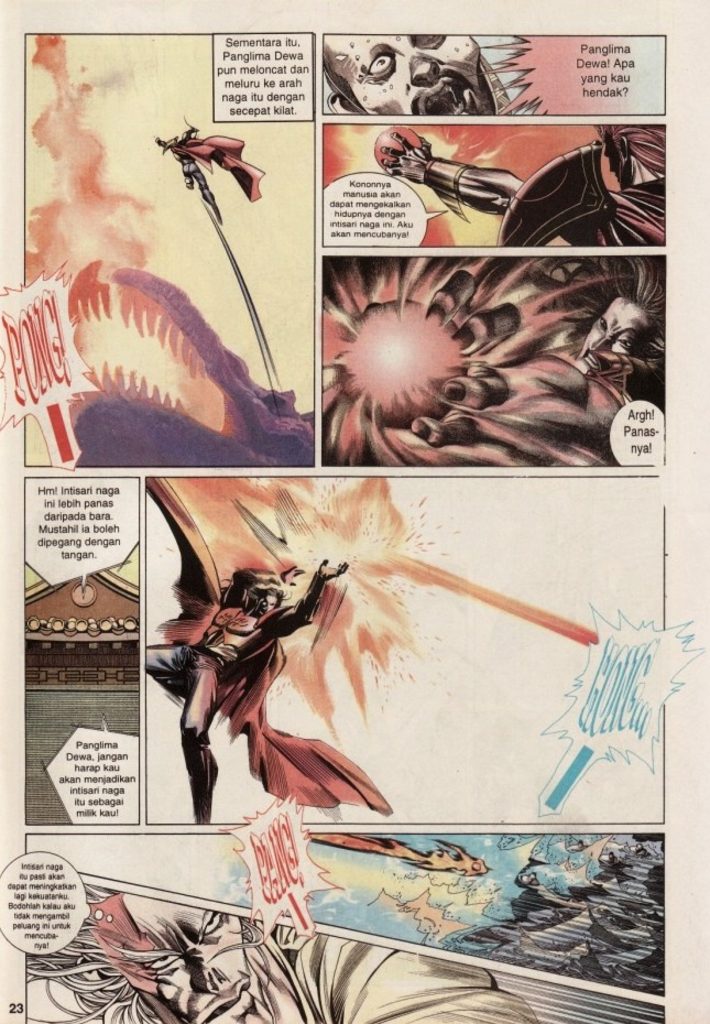 Sementara itu,
Panglima Dewa
pun meloncat dan
meluru ke arah
naga itu dengan
secepat kilat.
Panglima
Dewa! Apa
yang kau
hendak?
Kononnya
manusia akan
dapat mengekalkan
hidupnya dengan
intisari naga ini. Aku
akan mencubanya!
PONG!
Argh!
Panas-
nya!
Hm! Intisari naga
ini lebih panas
daripada bara.
Mustahil ia boleh
dipegang dengan
tangan.
GONG!
Panglima
Dewa, jangan
harap kau
akan menjadikan
intisari naga
itu sebagai
milik kau!
PANG!
Intisari naga
itu pasti akan
dapat meningkatkan
lagi kekuatanku.
Bodohlah kalau aku
tidak mengambil
peluang ini untuk
mencuba-
nya!
23